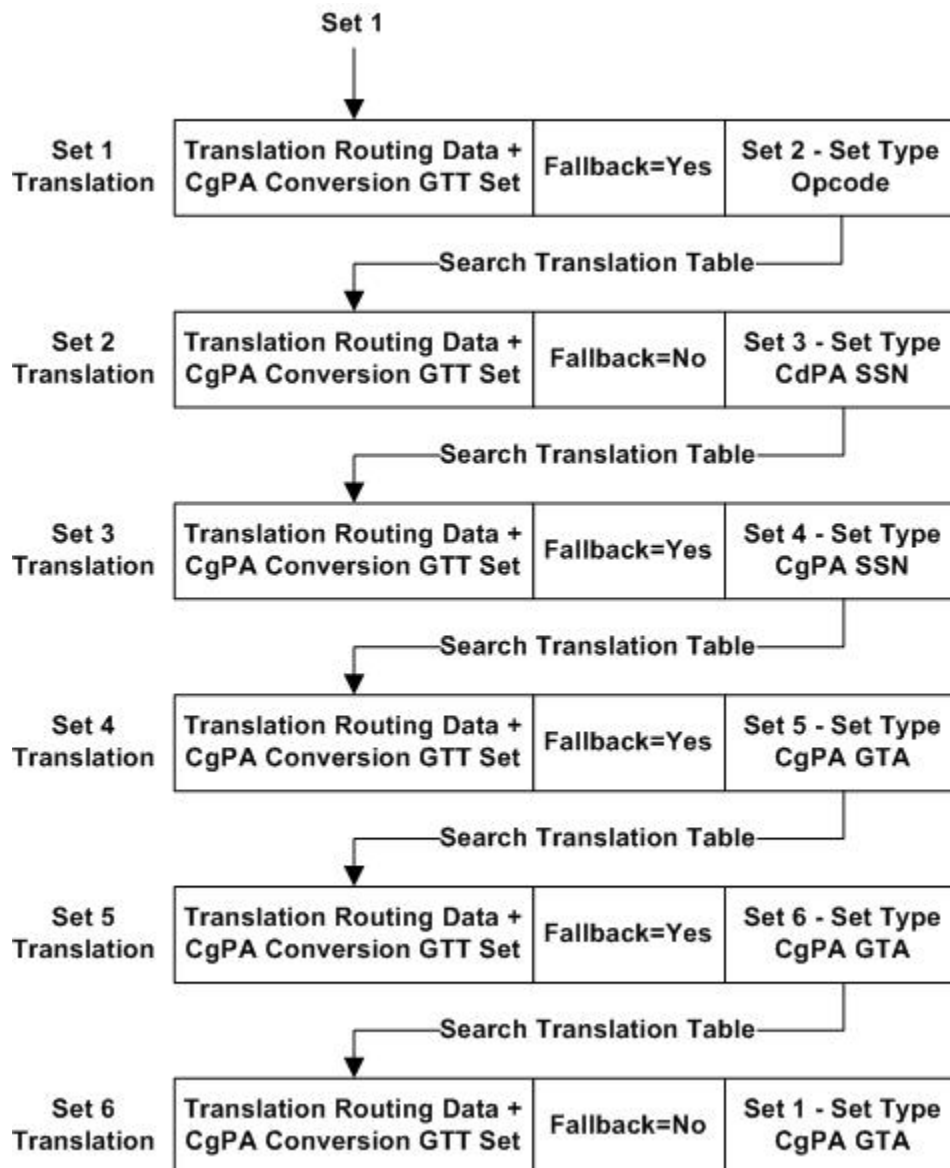 Set 1
Set 1
Translation
Translation Routing Data +
CgPA Conversion GTT Set
Fallback=Yes
Set 2 - Set Type
Opcode
Search Translation Table
Set 2
Translation
Translation Routing Data +
CgPA Conversion GTT Set
Fallback=No
Set 3 - Set Type
CdPA SSN
Search Translation Table
Set 3
Translation
Translation Routing Data +
CgPA Conversion GTT Set
Fallback=Yes
Set 4 - Set Type
CgPA SSN
Search Translation Table
Set 4
Translation
Translation Routing Data +
CgPA Conversion GTT Set
Fallback=Yes
Set 5 - Set Type
CgPA GTA
Search Translation Table
Set 5
Translation
Translation Routing Data +
CgPA Conversion GTT Set
Fallback=Yes
Set 6 - Set Type
CgPA GTA
Search Translation Table
Set 6
Translation
Translation Routing Data +
CgPA Conversion GTT Set
Fallback=No
Set 1 - Set Type
CgPA GTA